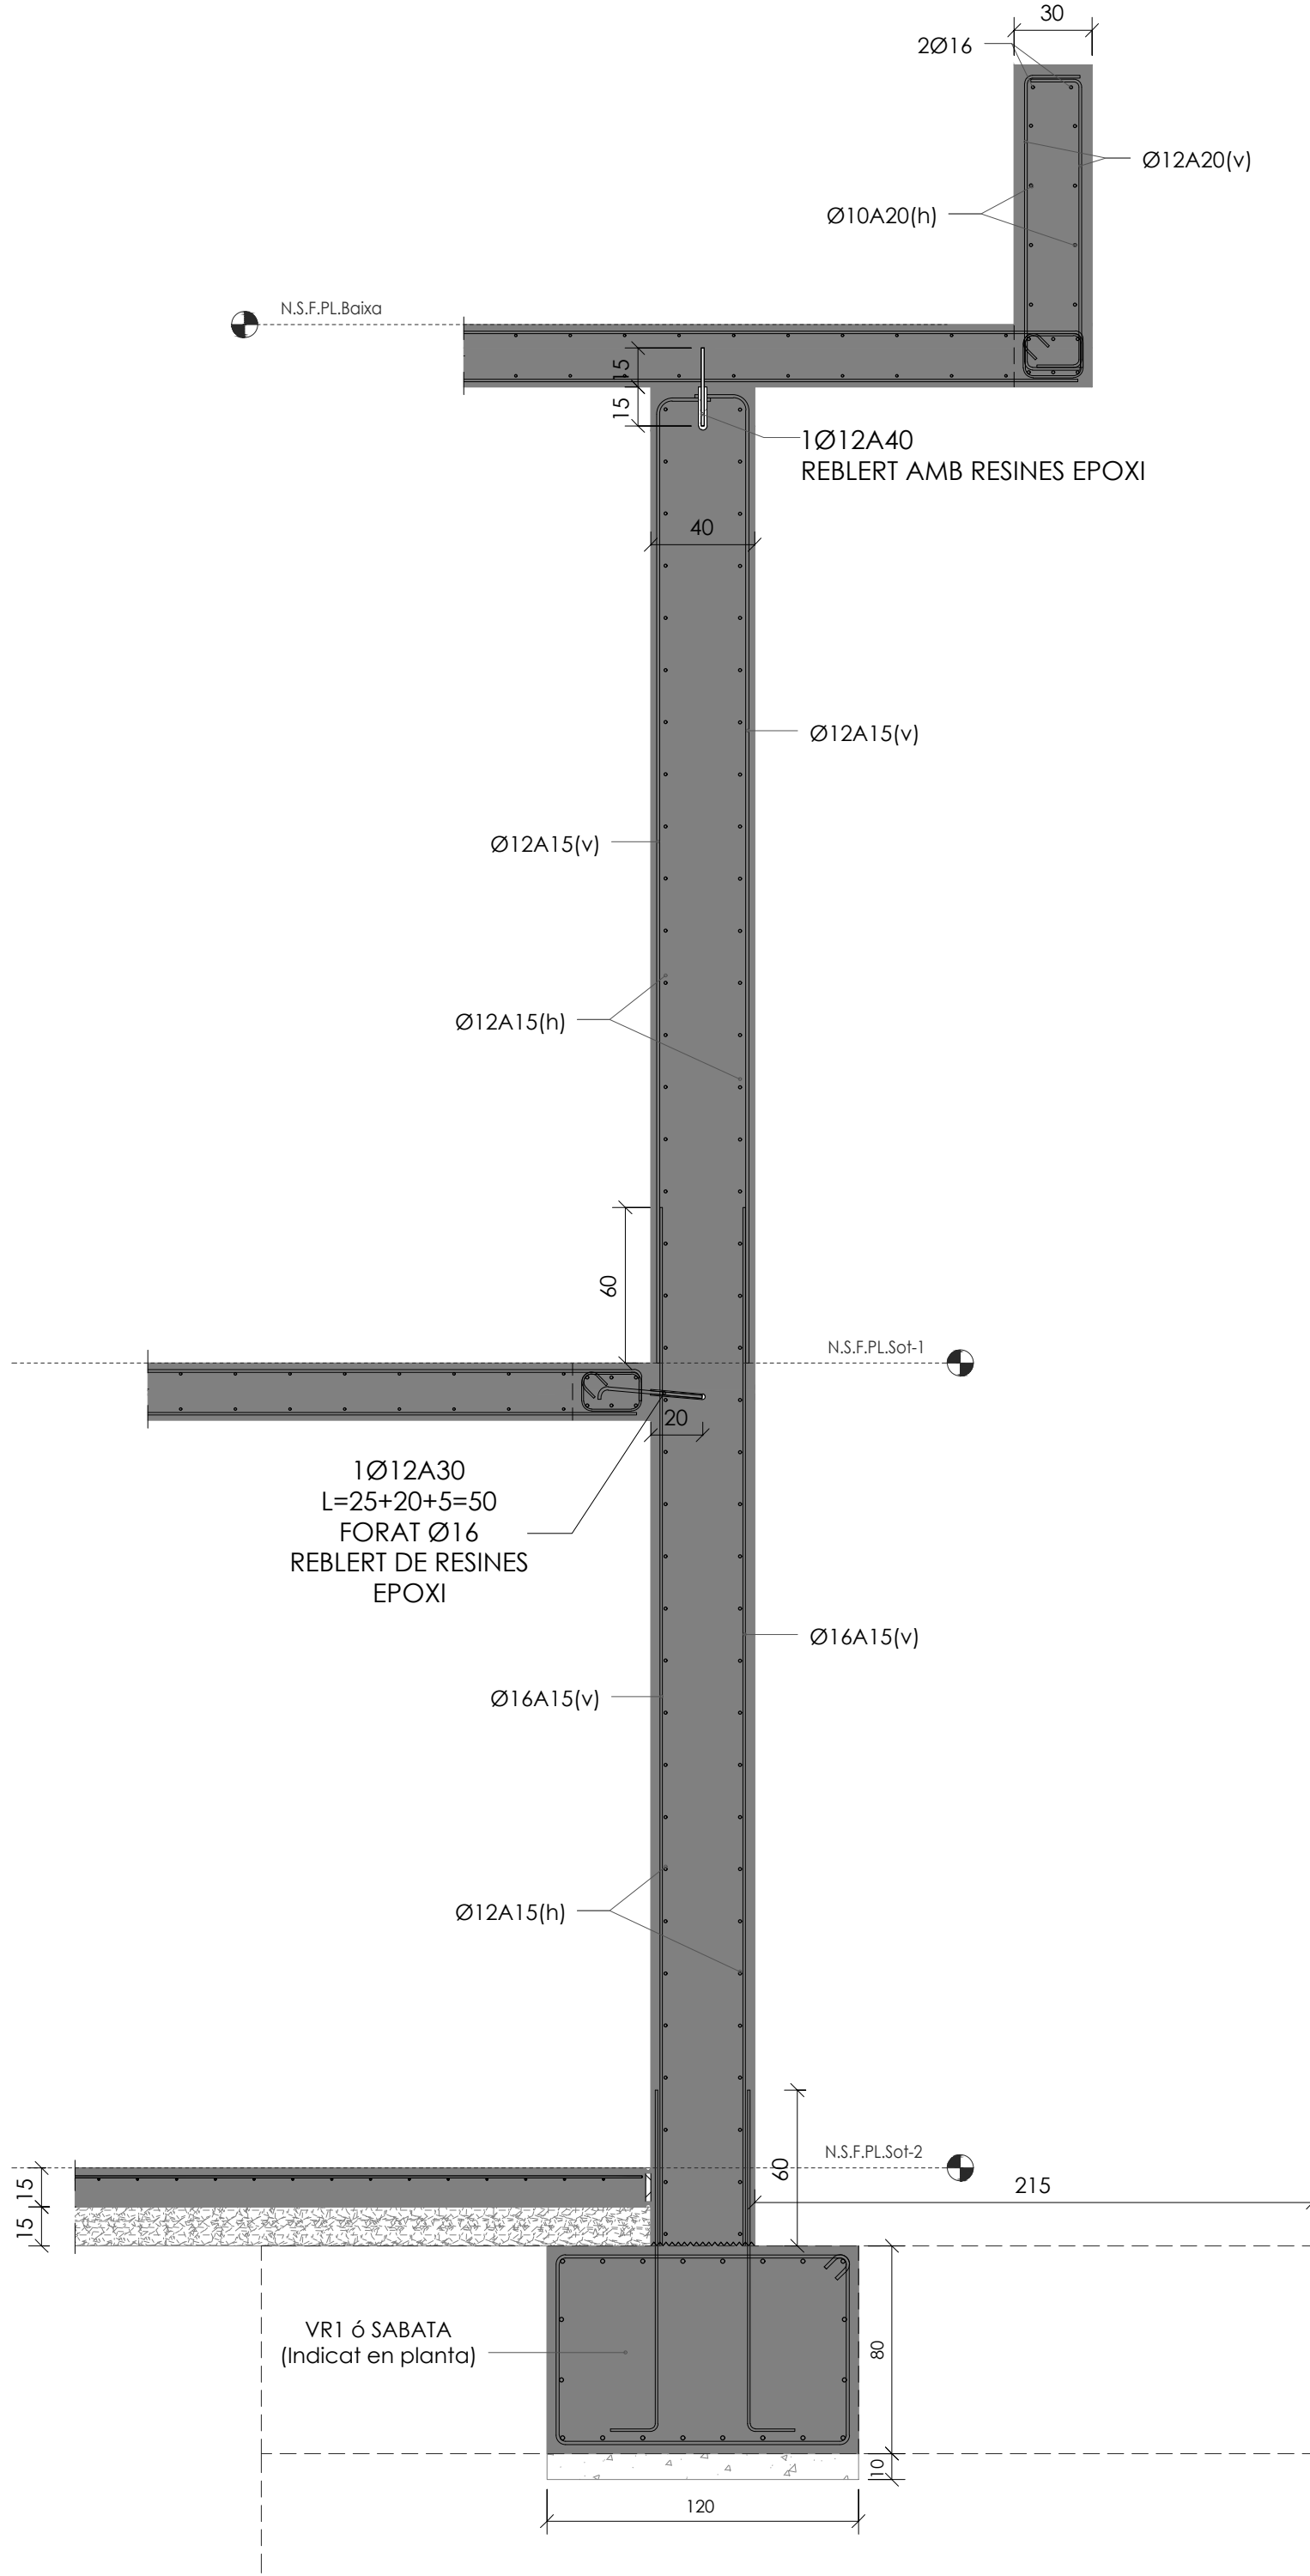 30
2Ø16
Ø12A20(v)
Ø10A20(h)
N.S.F.PL.Baixa
15
15
1Ø12A40
REBLERT AMB RESINES EPOXI
40
Ø12A15(v)
Ø12A15(v)
Ø12A15(h)
60
N.S.F.PL.Sot-1
20
1Ø12A30
L=25+20+5=50
FORAT Ø16
REBLERT DE RESINES
EPOXI
Ø16A15(v)
Ø16A15(v)
Ø12A15(h)
N.S.F.PL.Sot-2
60
15
215
15
VR1 ó SABATA
(Indicat en planta)
80
10
120